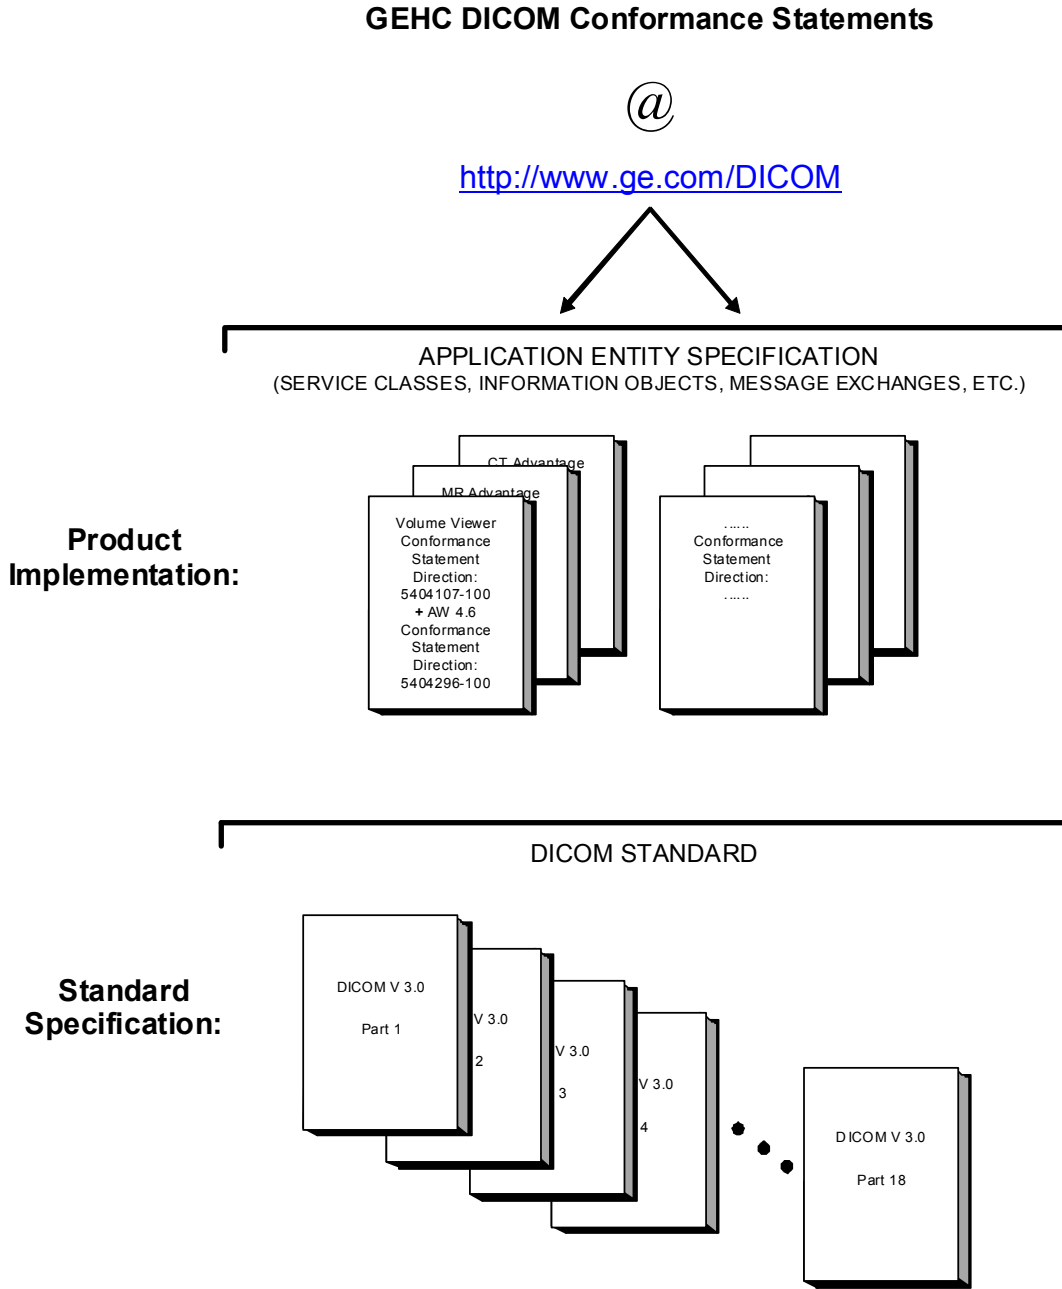 GEHC DICOM Conformance Statements
@
http://www.ge.com/DICOM
APPLICATION ENTITY SPECIFICATION
(SERVICE CLASSES, INFORMATION OBJECTS, MESSAGE EXCHANGES, ETC.)
CT Advantage
MR Advantage
Volume Viewer
Conformance
Statement
Direction:
5404107-100
+ AW 4.6
Conformance
Statement
Direction:
5404296-100
......
Conformance
Statement
Direction:
......
Product
Implementation:
DICOM STANDARD
Standard
Specification:
DICOM V 3.0
Part 1
V 3.0
2
V 3.0
3
V 3.0
4
DICOM V 3.0
Part 18